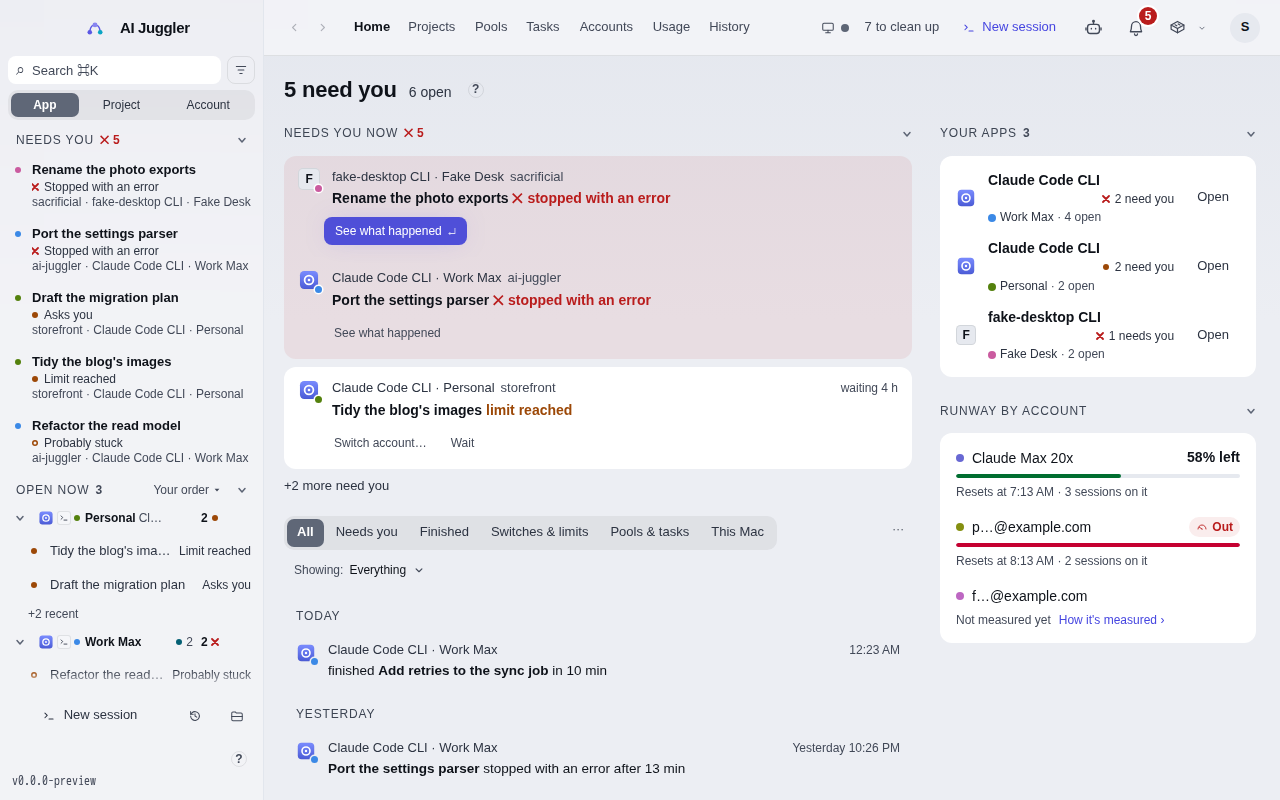 AI Juggler
Search ⌘K
App Project Account
NEEDS YOU 5
Rename the photo exports
Stopped with an error
sacrificial · fake-desktop CLI · Fake Desk
Port the settings parser
Stopped with an error
ai-juggler · Claude Code CLI · Work Max
Draft the migration plan
Asks you
storefront · Claude Code CLI · Personal
Tidy the blog's images
Limit reached
storefront · Claude Code CLI · Personal
Refactor the read model
Probably stuck
ai-juggler · Claude Code CLI · Work Max
OPEN NOW 3 Your order
Personal Cl… 2
Tidy the blog's ima… Limit reached
Draft the migration plan Asks you
+2 recent
Work Max 2 2
Refactor the read… Probably stuck
New session
?
v0.0.0-preview
Home Projects Pools Tasks Accounts Usage History
7 to clean up
New session
5
S
5 need you 6 open ?
NEEDS YOU NOW 5
F
fake-desktop CLI · Fake Desk sacrificial
Rename the photo exports stopped with an error
See what happened
Claude Code CLI · Work Max ai-juggler
Port the settings parser stopped with an error
See what happened
Claude Code CLI · Personal storefront waiting 4 h
Tidy the blog's images limit reached
Switch account… Wait
+2 more need you
All Needs you Finished Switches & limits Pools & tasks This Mac ···
Showing: Everything
TODAY
Claude Code CLI · Work Max 12:23 AM
finished Add retries to the sync job in 10 min
YESTERDAY
Claude Code CLI · Work Max Yesterday 10:26 PM
Port the settings parser stopped with an error after 13 min
YOUR APPS 3
Claude Code CLI
2 need you Open
Work Max · 4 open
Claude Code CLI
2 need you Open
Personal · 2 open
fake-desktop CLI
F 1 needs you Open
Fake Desk · 2 open
RUNWAY BY ACCOUNT
Claude Max 20x 58% left
Resets at 7:13 AM · 3 sessions on it
p…@example.com Out
Resets at 8:13 AM · 2 sessions on it
f…@example.com
Not measured yet How it's measured ›